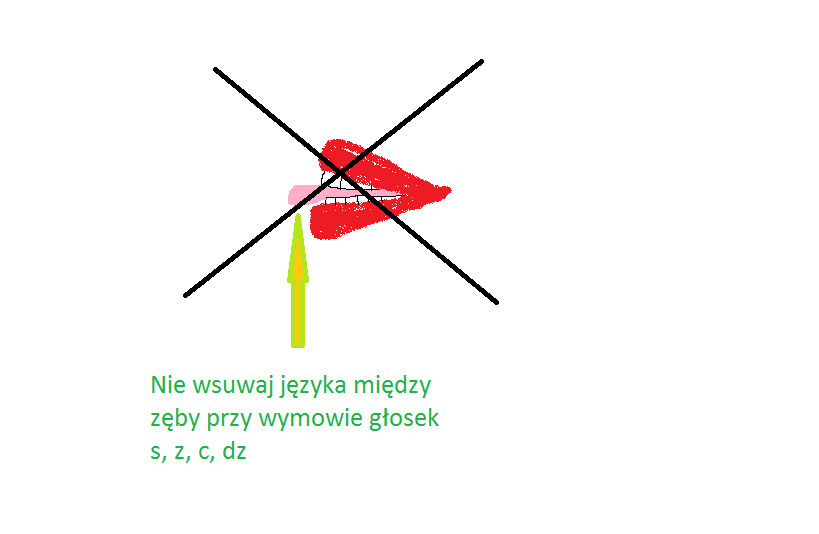 Nie wsuwaj języka między
zęby przy wymowie głosek
s, z, c, dz